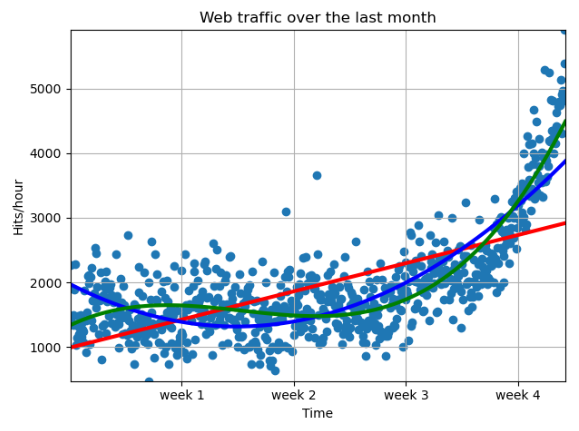 Web traffic over the last month
Hits/hour
5000
4000
3000
2000
1000
week 1 week 2 week 3 week 4
Time